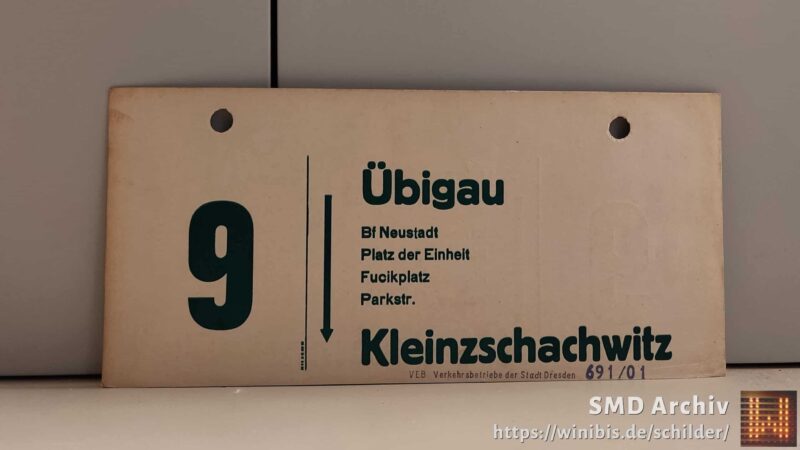 9
Übigau
Bf Neustadt
Platz der Einheit
Fucikplatz
Parkstr.
Kleinzschachwitz
VEB Verkehrsbetriebe der Stadt Dresden 691/01
SMD Archiv
https://winibis.de/schilder/